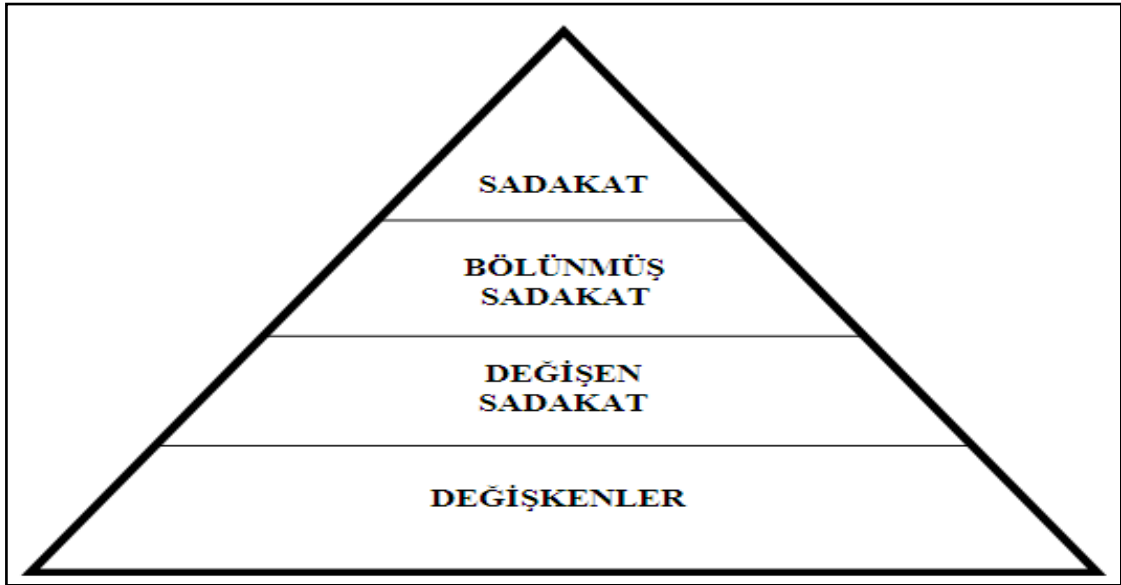 SADAKAT
BÖLÜNMÜŞ
SADAKAT
DEĞİŞEN
SADAKAT
DEĞİŞKENLER